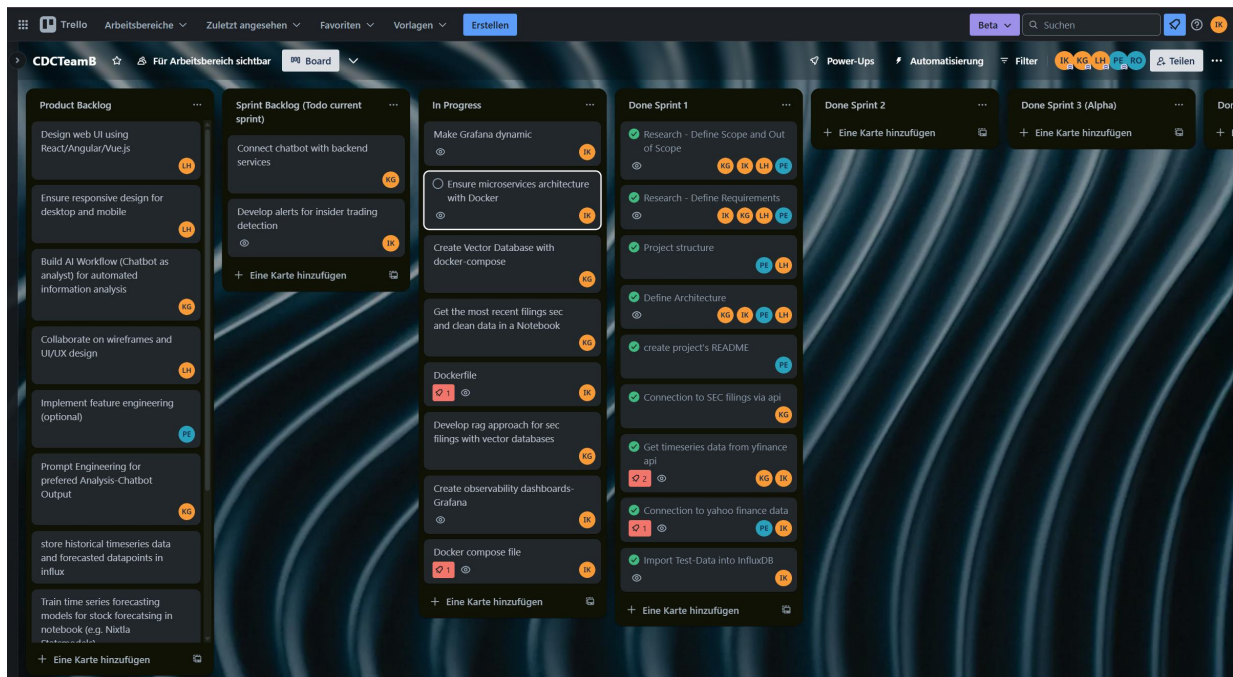 Trello Arbeitsbereiche Zuletzt angesehen Favoriten Vorlagen Erstellen Beta Suchen IK
CDCTeamB Für Arbeitsbereich sichtbar Board Power-Ups Automatisierung Filter IK KG LH PE RO Teilen
Product Backlog
Design web UI using
React/Angular/Vue.js
LH
Ensure responsive design for
desktop and mobile
LH
Build AI Workflow (Chatbot as
analyst) for automated
information analysis
KG
Collaborate on wireframes and
UI/UX design
LH
Implement feature engineering
(optional)
PE
Prompt Engineering for
prefered Analysis-Chatbot
Output
KG
store historical timeseries data
and forecasted datapoints in
influx
Train time series forecasting
models for stock forecatsing in
notebook (e.g. Nixtla
Statsmodels)
+ Eine Karte hinzufügen
Sprint Backlog (Todo current
sprint)
Connect chatbot with backend
services
KG
Develop alerts for insider trading
detection
IK
+ Eine Karte hinzufügen
In Progress
Make Grafana dynamic
IK
Ensure microservices architecture
with Docker
IK
Create Vector Database with
docker-compose
KG
Get the most recent filings sec
and clean data in a Notebook
KG
Dockerfile
1 IK
Develop rag approach for sec
filings with vector databases
KG
Create observability dashboards-
Grafana
IK
Docker compose file
1 IK
+ Eine Karte hinzufügen
Done Sprint 1
Research - Define Scope and Out
of Scope
KG IK LH PE
Research - Define Requirements
IK KG LH PE
Project structure
PE LH
Define Architecture
KG IK PE LH
create project's README
PE
Connection to SEC filings via api
KG
Get timeseries data from yfinance
api
2 KG IK
Connection to yahoo finance data
1 PE IK
Import Test-Data into InfluxDB
IK
+ Eine Karte hinzufügen
Done Sprint 2
+ Eine Karte hinzufügen
Done Sprint 3 (Alpha)
+ Eine Karte hinzufügen